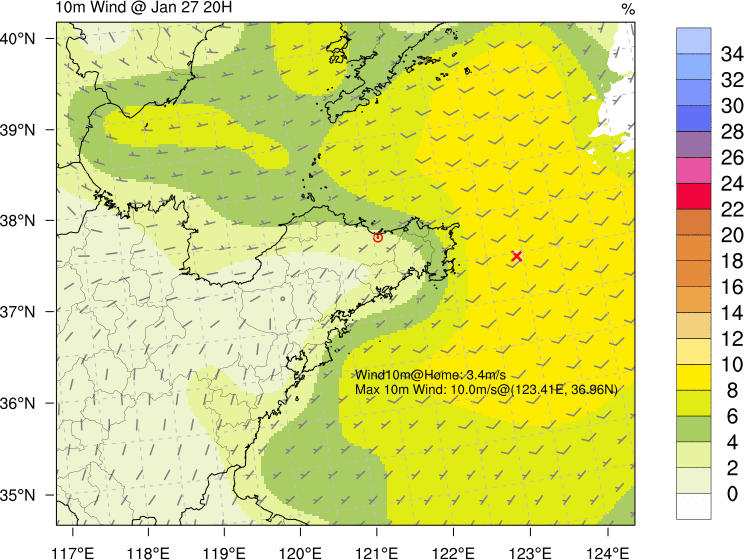 10m Wind @ Jan 27 20H
%
40°N
39°N
38°N
37°N
36°N
35°N
117°E
118°E
119°E
120°E
121°E
122°E
123°E
124°E
Wind10m@Home: 3.4m/s
Max 10m Wind: 10.0m/s@(123.41E, 36.96N)
34
32
30
28
26
24
22
20
18
16
14
12
10
8
6
4
2
0